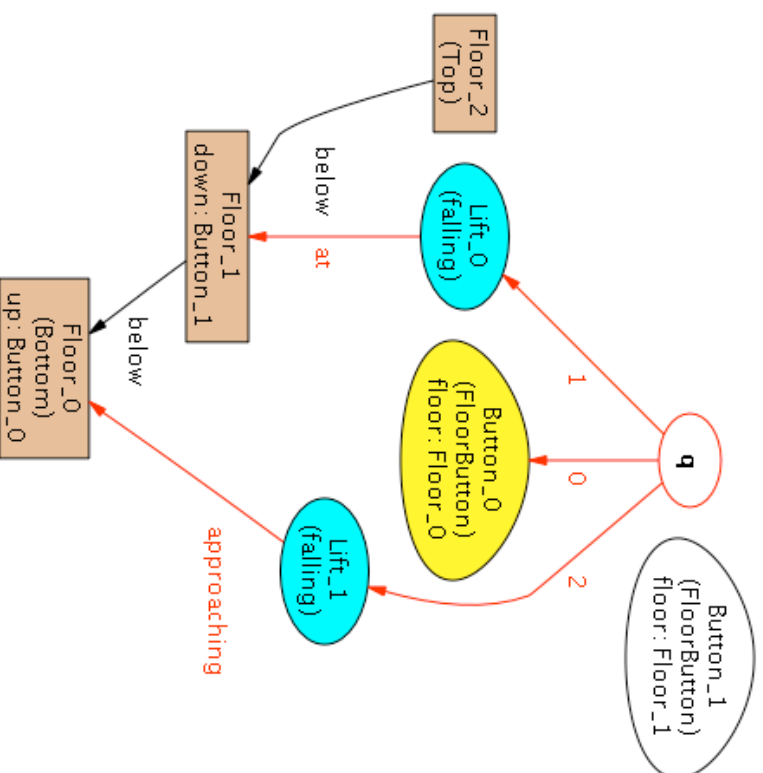 q
Button_1
(FloorButton)
floor: Floor_1
1
0
2
Lift_0
(falling)
Button_0
(FloorButton)
floor: Floor_0
Floor_2
(Top)
Lift_1
(falling)
below
at
approaching
Floor_1
down: Button_1
below
Floor_0
(Bottom)
up: Button_0